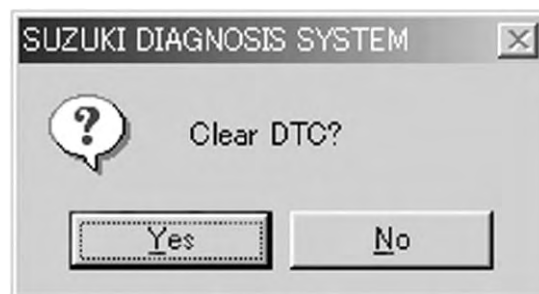 SUZUKI DIAGNOSIS SYSTEM
?
Clear DTC?
Yes No